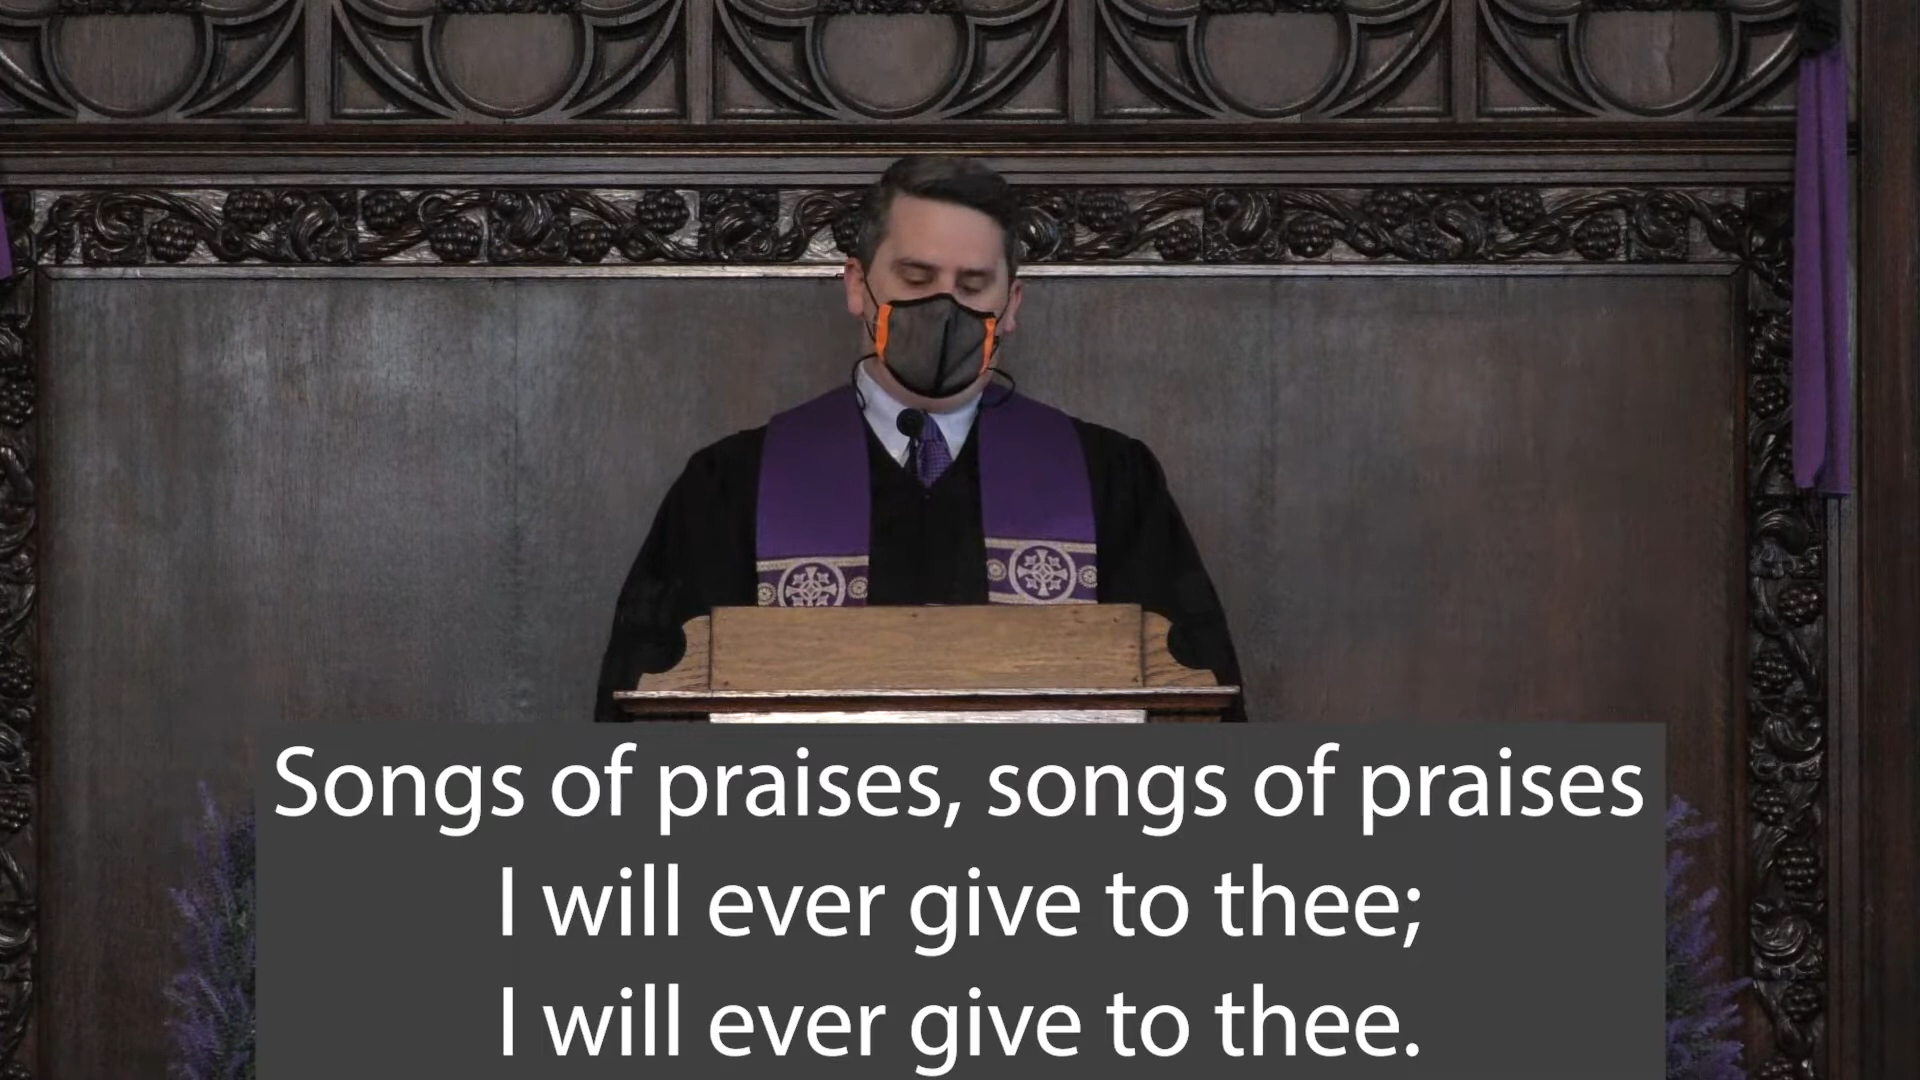 Songs of praises, songs of praises
I will ever give to thee;
I will ever give to thee.